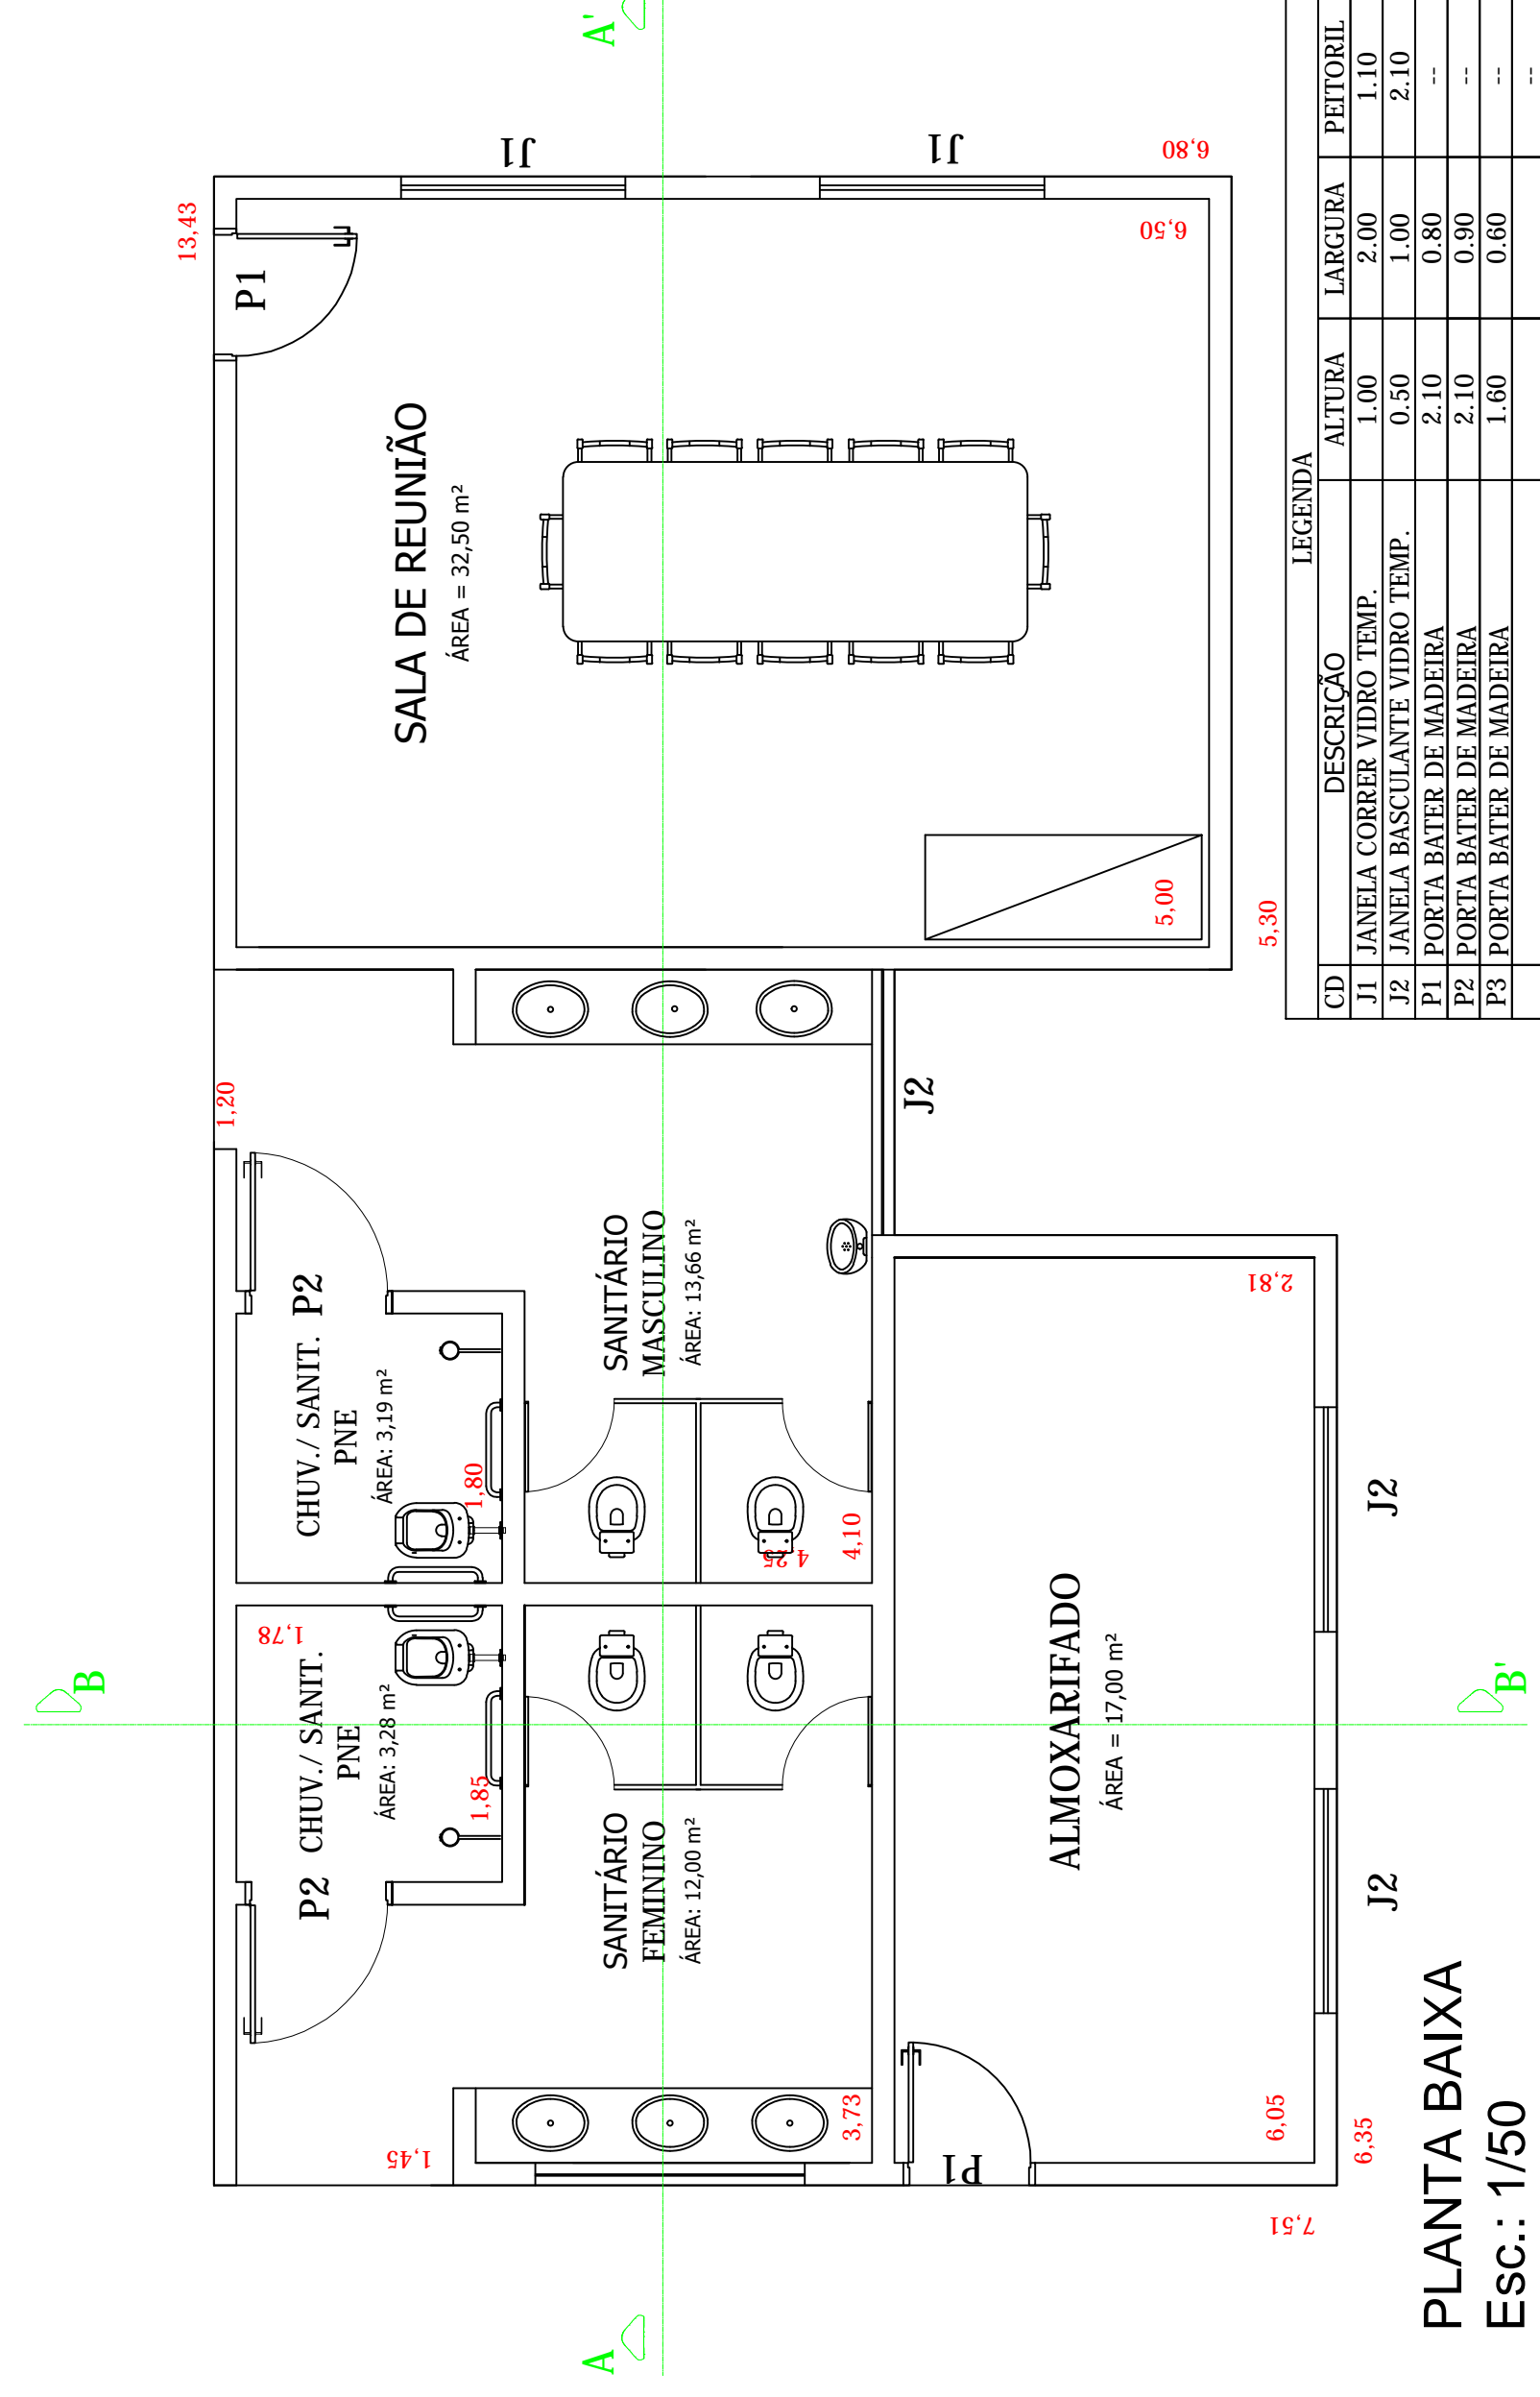 A'
A
B
B'
13,43
P1
J1
J1
6,80
6,50
SALA DE REUNIÃO
ÁREA = 32,50 m²
5,00
5,30
1,20
P2
CHUV./ SANIT.
PNE
ÁREA: 3,19 m²
1,80
SANITÁRIO
MASCULINO
ÁREA: 13,66 m²
J2
4,25
4,10
2,81
1,78
P2
CHUV./ SANIT.
PNE
ÁREA: 3,28 m²
1,85
SANITÁRIO
FEMININO
ÁREA: 12,00 m²
1,45
3,73
ALMOXARIFADO
ÁREA = 17,00 m²
P1
J2
J2
6,05
6,35
7,51
LEGENDA
CD DESCRIÇÃO ALTURA LARGURA PEITORIL
J1 JANELA CORRER VIDRO TEMP. 1.00 2.00 1.10
J2 JANELA BASCULANTE VIDRO TEMP. 0.50 1.00 2.10
P1 PORTA BATER DE MADEIRA 2.10 0.80 --
P2 PORTA BATER DE MADEIRA 2.10 0.90 --
P3 PORTA BATER DE MADEIRA 1.60 0.60 --
--
PLANTA BAIXA
Esc.: 1/50